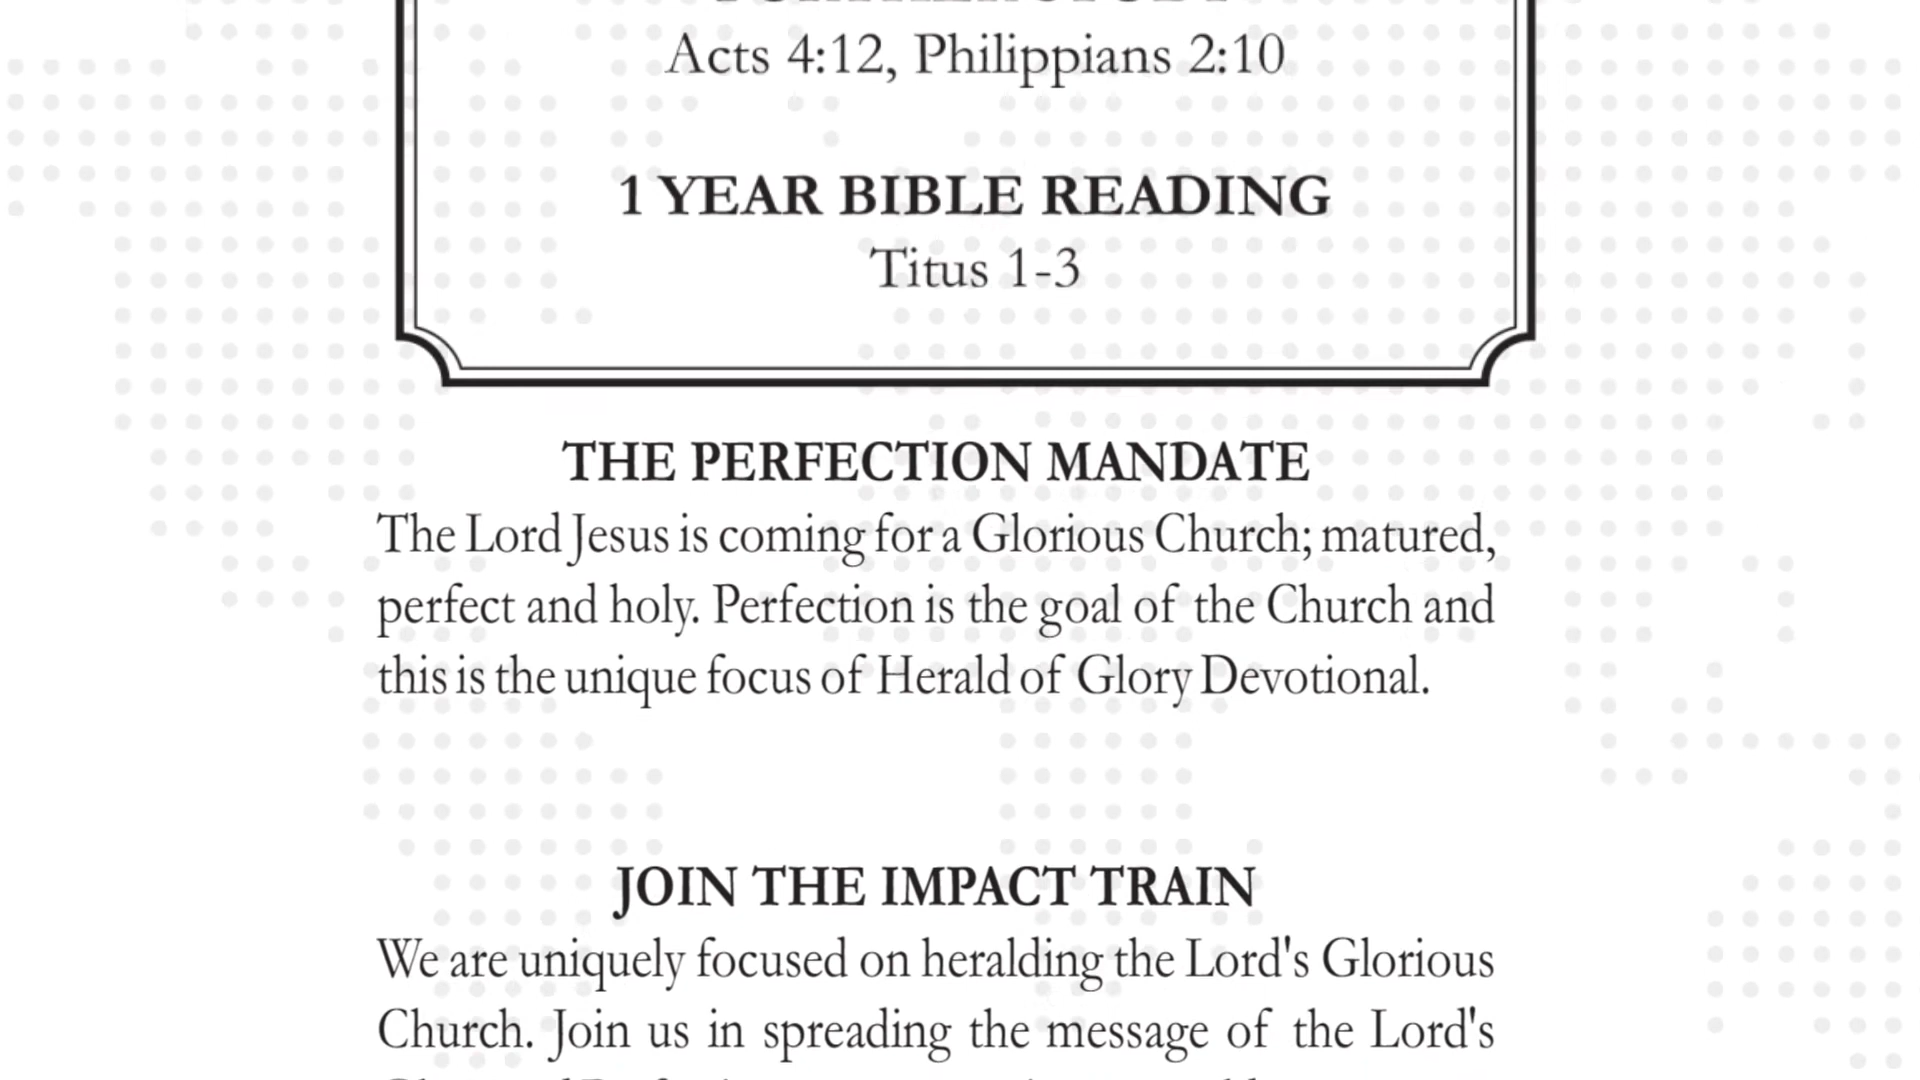 Acts 4:12, Philippians 2:10
1 YEAR BIBLE READING
Titus 1-3
THE PERFECTION MANDATE
The Lord Jesus is coming for a Glorious Church; matured,
perfect and holy. Perfection is the goal of the Church and
this is the unique focus of Herald of Glory Devotional.
JOIN THE IMPACT TRAIN
We are uniquely focused on heralding the Lord's Glorious
Church. Join us in spreading the message of the Lord's